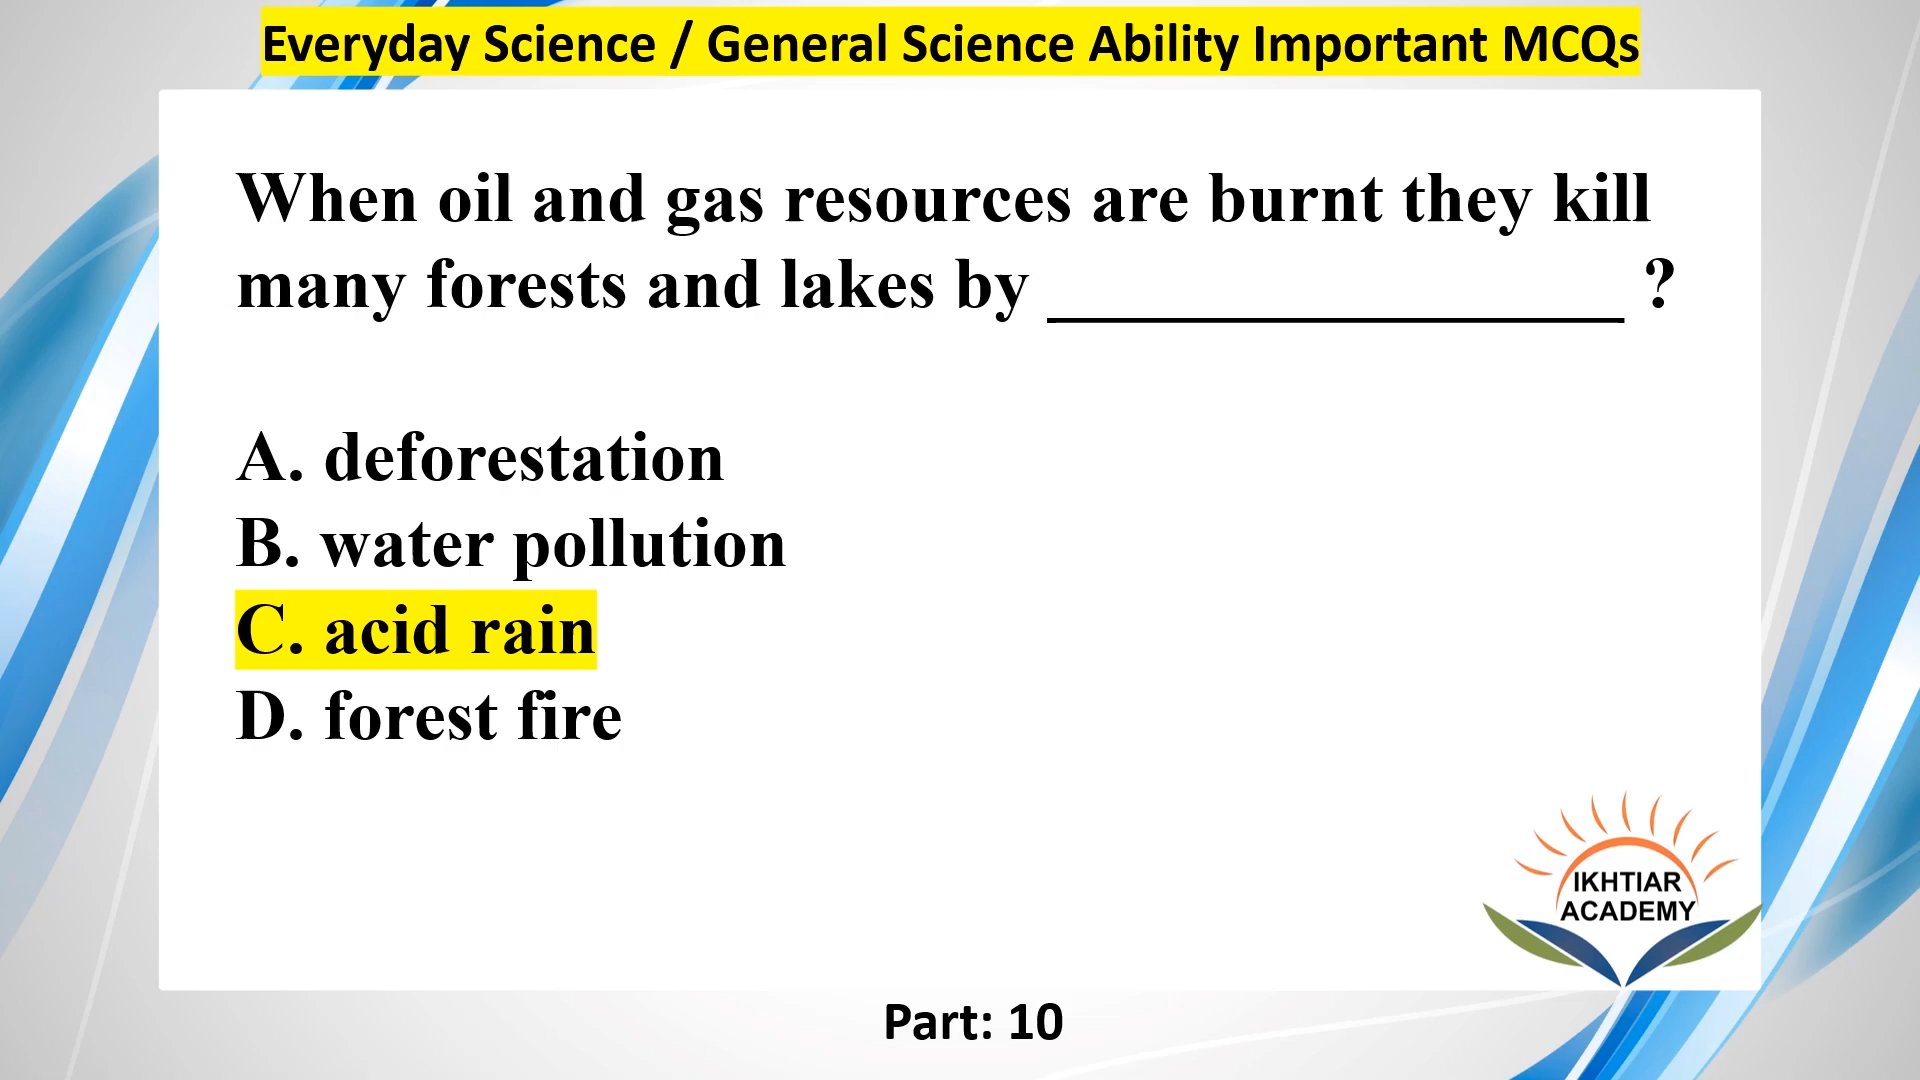 Everyday Science / General Science Ability Important MCQs
When oil and gas resources are burnt they kill
many forests and lakes by _________________ ?
A. deforestation
B. water pollution
C. acid rain
D. forest fire
IKHTIAR
ACADEMY
Part: 10